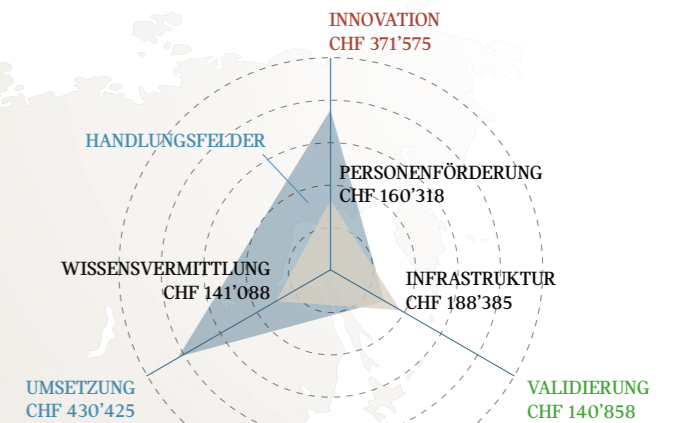 INNOVATION
CHF 371’575
HANDLUNGSFELDER
PERSONENFÖRDERUNG
CHF 160’318
WISSENSVERMITTLUNG
CHF 141’088
INFRASTRUKTUR
CHF 188’385
UMSETZUNG
CHF 430’425
VALIDIERUNG
CHF 140’858